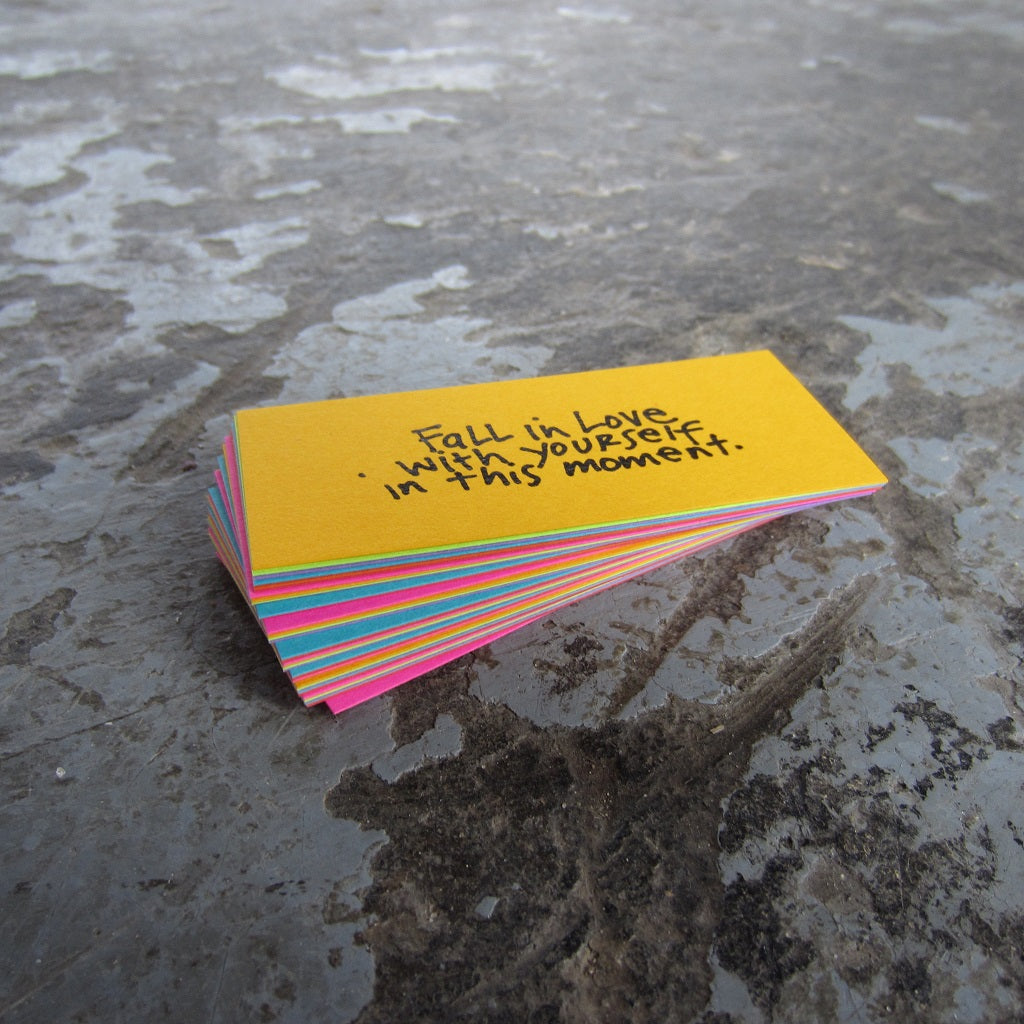 Fall in Love
. with yourself
in this moment.